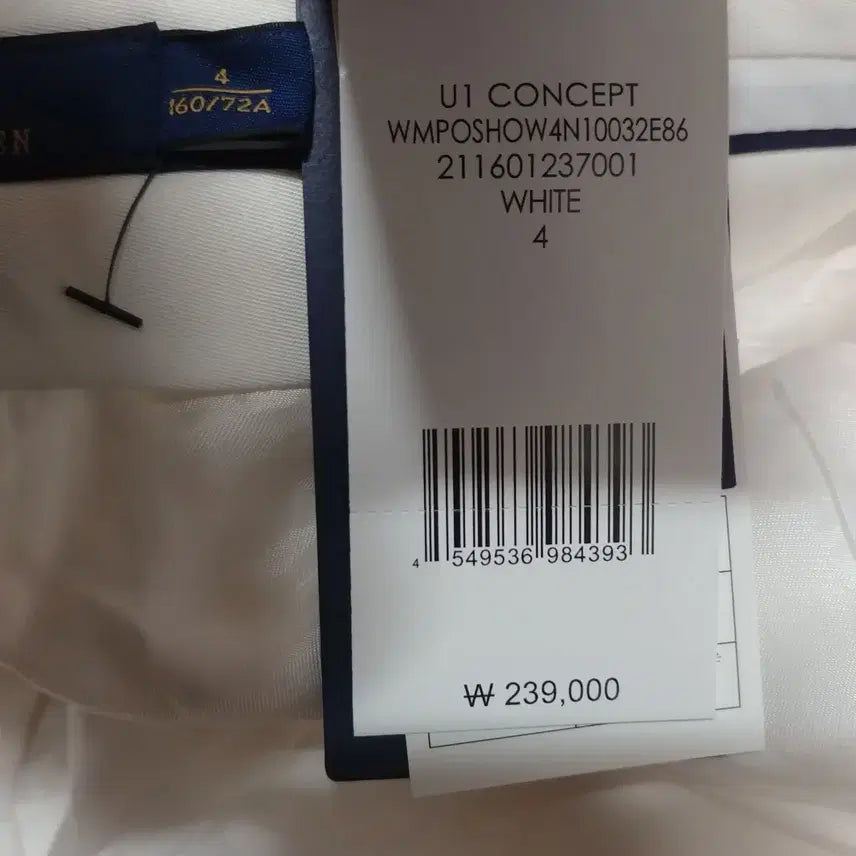 4
160/72A
U1 CONCEPT
WMPOSHOW4N10032E86
211601237001
WHITE
4
4 549536 984393
₩ 239,000